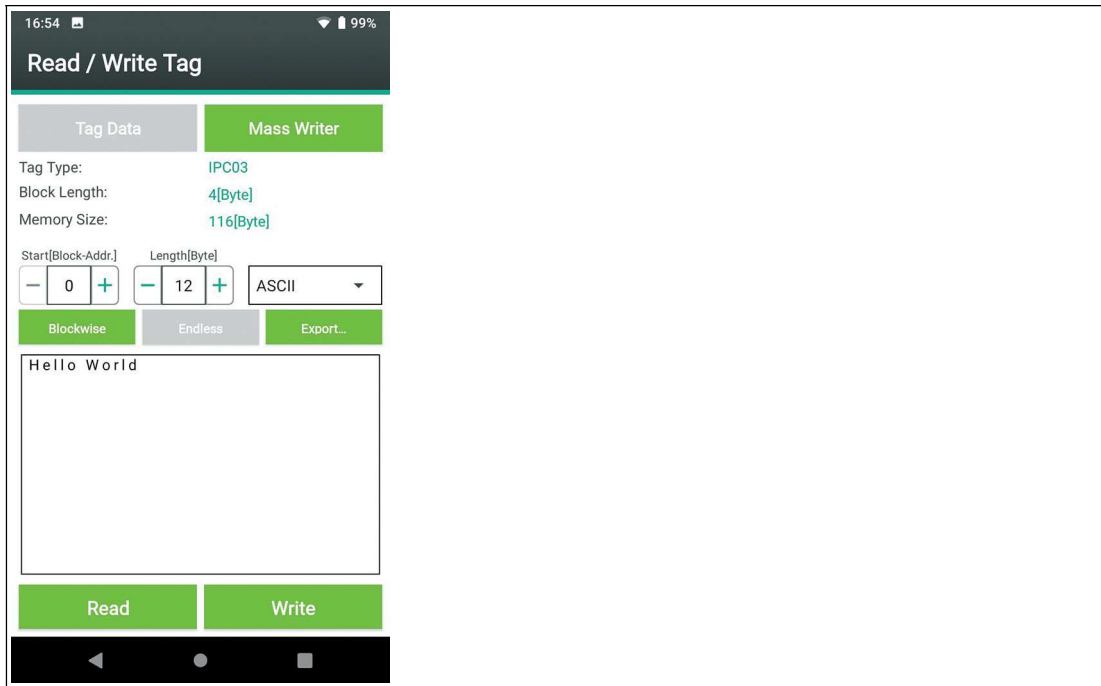 16:54 99%
Read / Write Tag
Tag Data Mass Writer
Tag Type: IPC03
Block Length: 4[Byte]
Memory Size: 116[Byte]
Start[Block-Addr.] Length[Byte]
− 0 + − 12 + ASCII
Blockwise Endless Export...
Hello World
Read Write